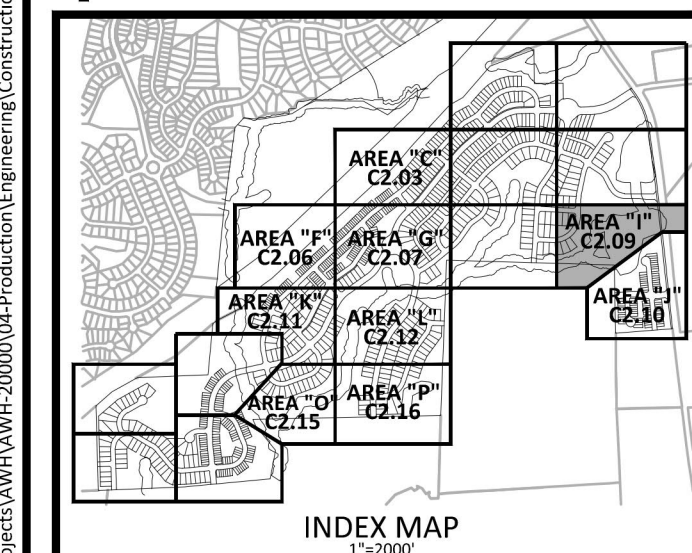 AREA "C"
C2.03
AREA "F"
C2.06
AREA "G"
C2.07
AREA "I"
C2.09
AREA "K"
C2.11
AREA "L"
C2.12
AREA "J"
C2.10
AREA "O"
C2.15
AREA "P"
C2.16
INDEX MAP
1"=2000'
ojects\AWH\AWH-20000\04-Production\Engineering\Constructio